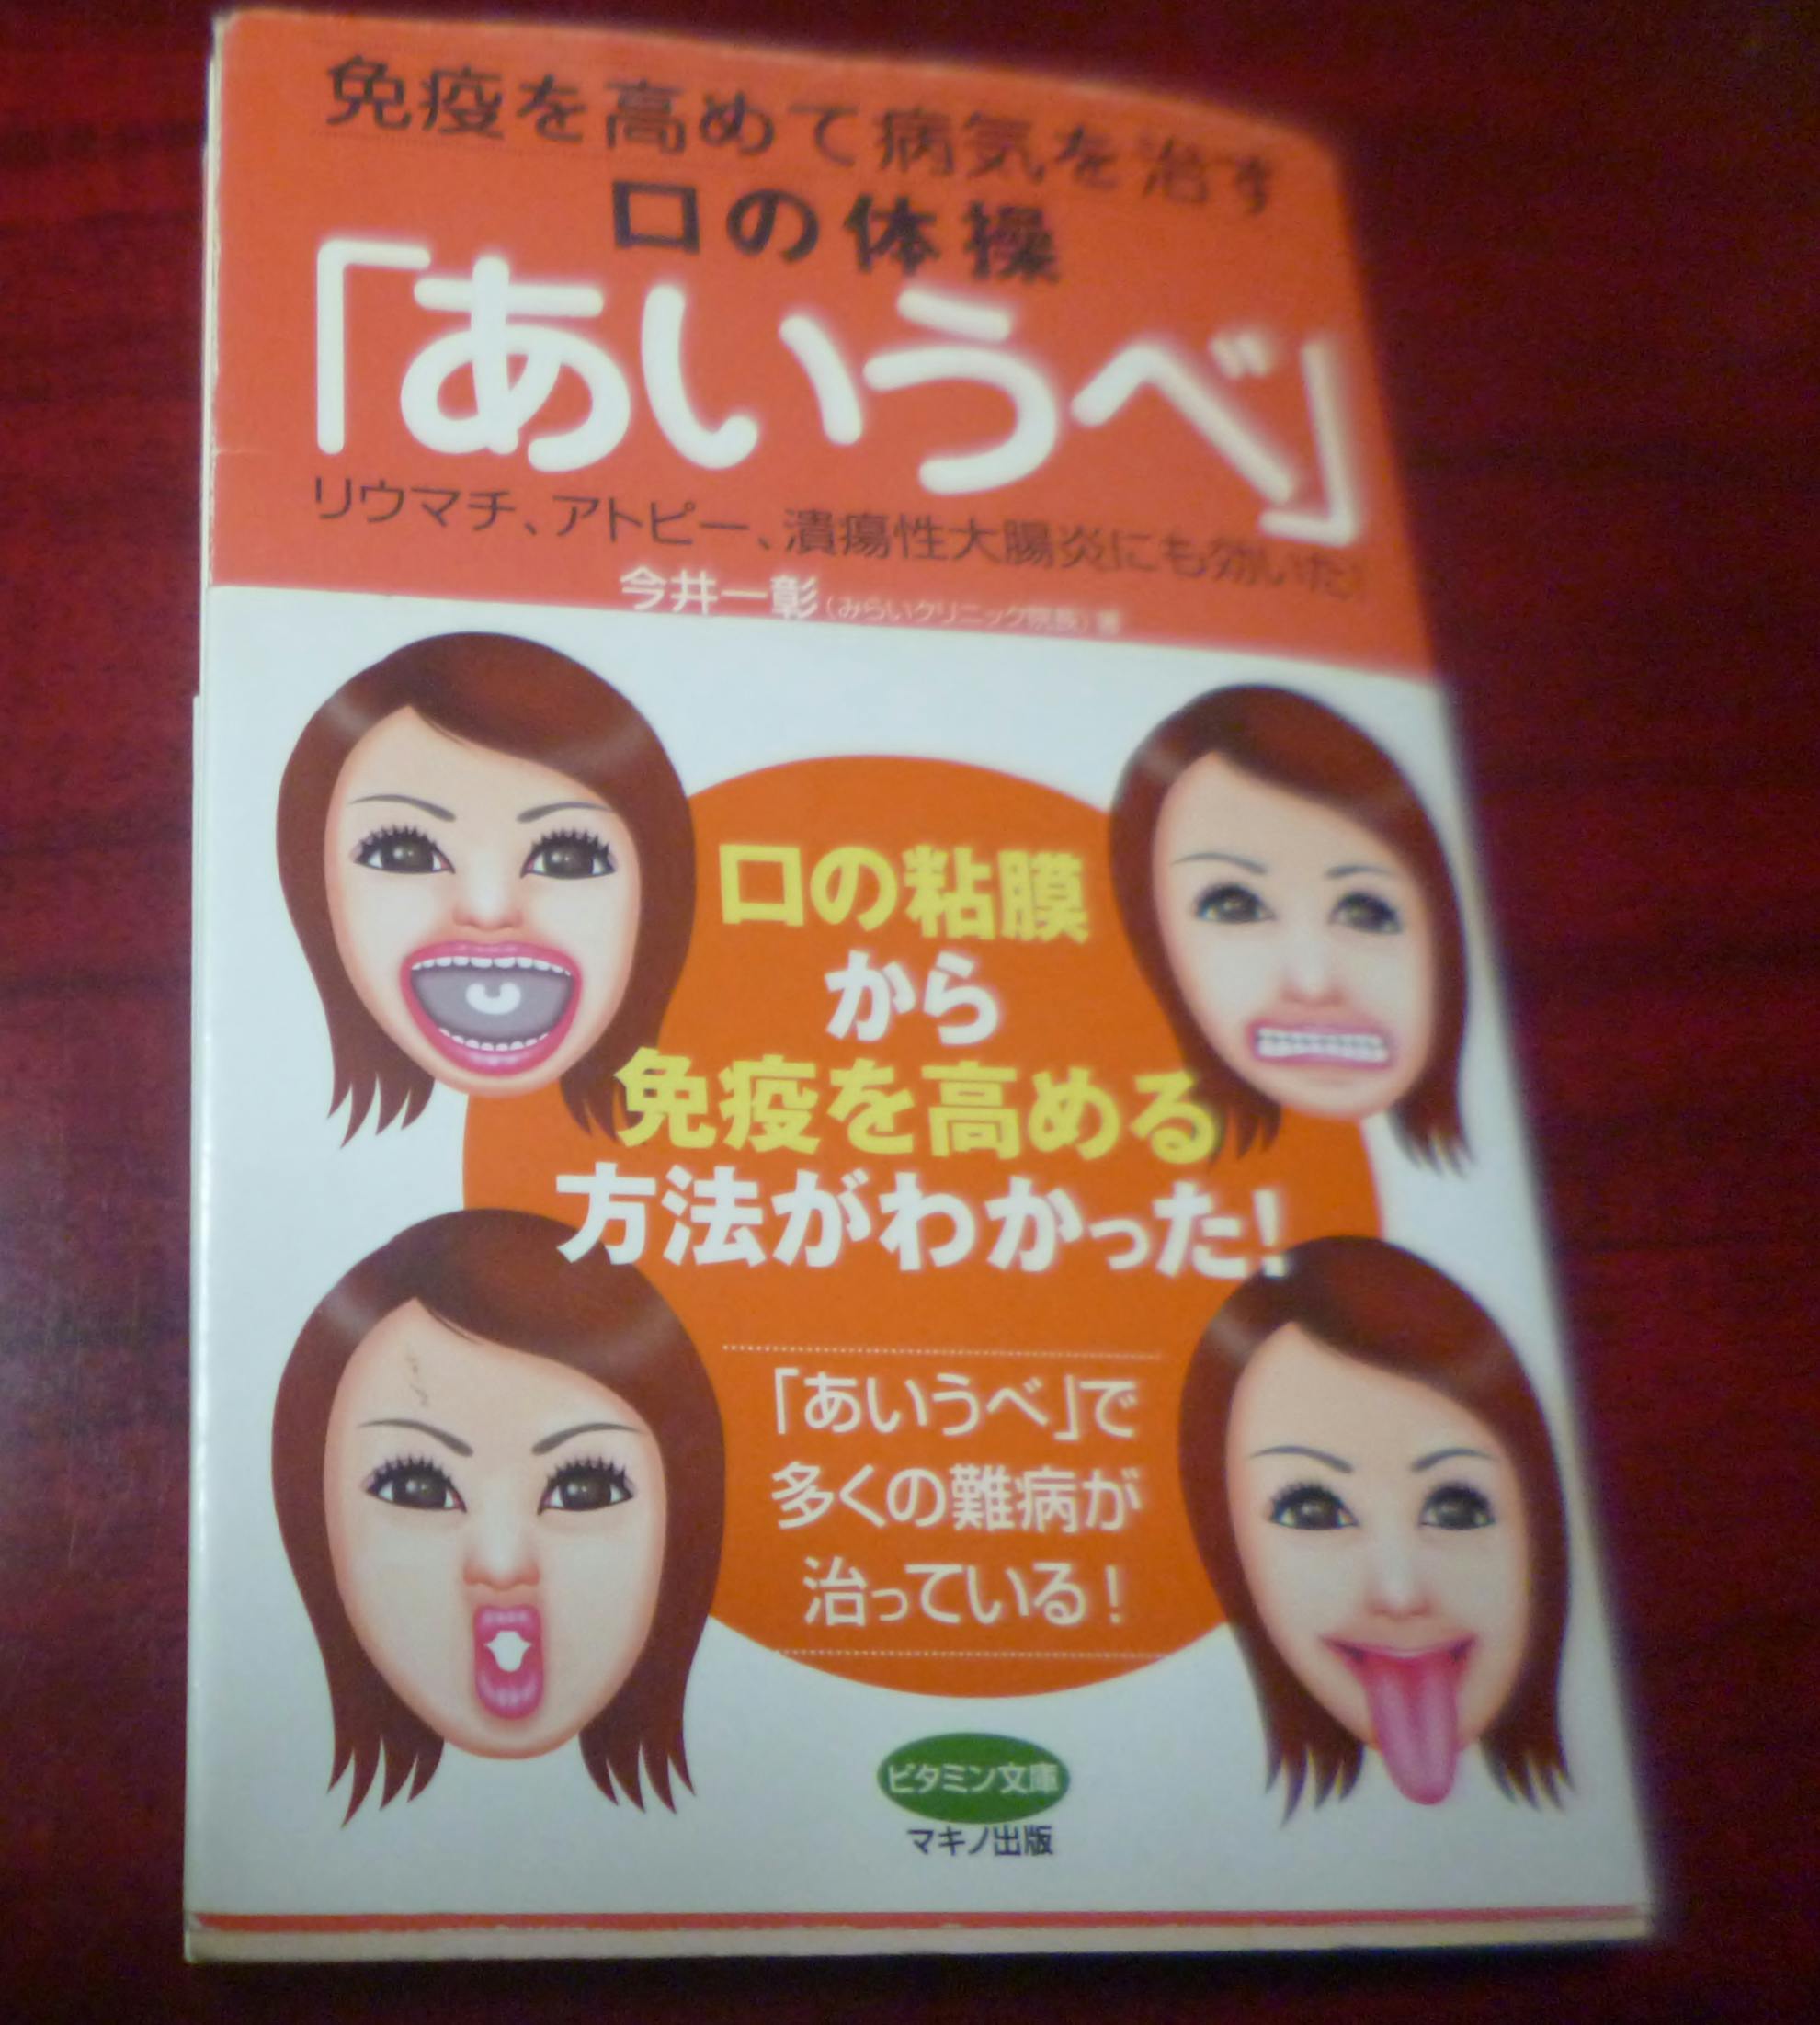 免疫を高めて病気を治す
口の体操
「あいうべ」
リウマチ、アトピー、潰瘍性大腸炎にも効いた!
今井一彰(みらいクリニック院長)著
口の粘膜
から
免疫を高める
方法がわかった!
「あいうべ」で
多くの難病が
治っている!
ビタミン文庫
マキノ出版